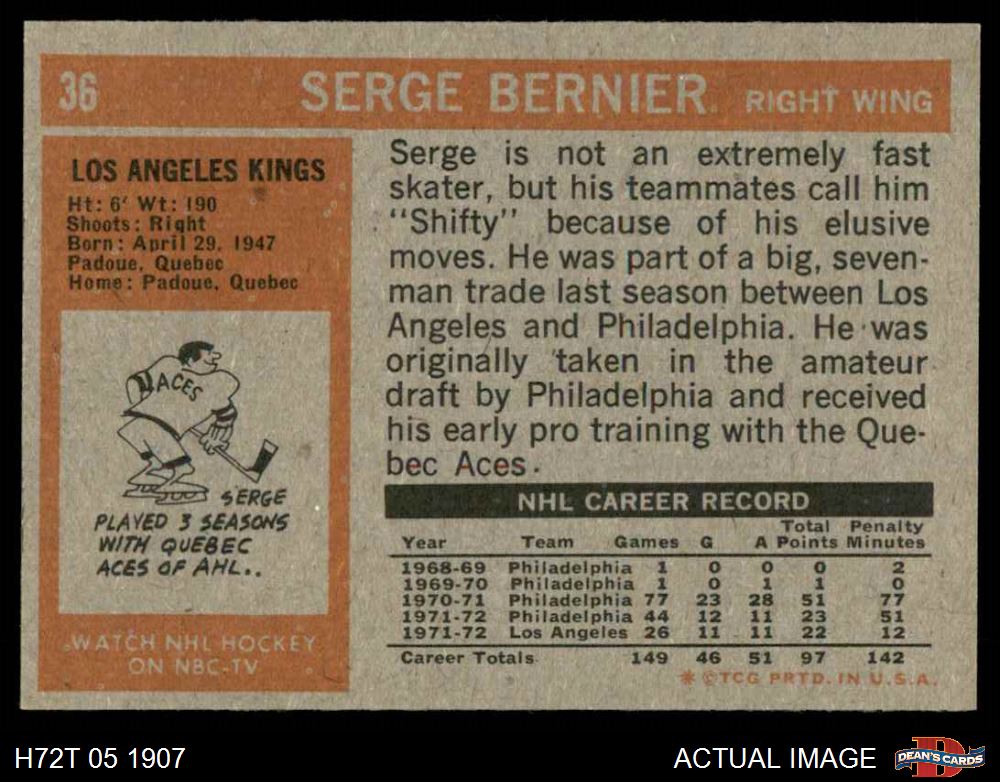 36 SERGE BERNIER. RIGHT WING
LOS ANGELES KINGS
Ht: 6' Wt: 190
Shoots: Right
Born: April 29, 1947
Padoue, Quebec
Home: Padoue, Quebec
ACES
SERGE
PLAYED 3 SEASONS
WITH QUEBEC
ACES OF AHL..
WATCH NHL HOCKEY
ON NBC-TV
Serge is not an extremely fast
skater, but his teammates call him
"Shifty" because of his elusive
moves. He was part of a big, seven-
man trade last season between Los
Angeles and Philadelphia. He was
originally taken in the amateur
draft by Philadelphia and received
his early pro training with the Que-
bec Aces.
NHL CAREER RECORD
Year Team Games G A Total Points Penalty Minutes
1968-69 Philadelphia 1 0 0 0 2
1969-70 Philadelphia 1 0 1 1 0
1970-71 Philadelphia 77 23 28 51 77
1971-72 Philadelphia 44 12 11 23 51
1971-72 Los Angeles 26 11 11 22 12
Career Totals 149 46 51 97 142
* ©TCG PRTD. IN U.S.A.
H72T 05 1907
ACTUAL IMAGE
D
DEAN'S CARDS